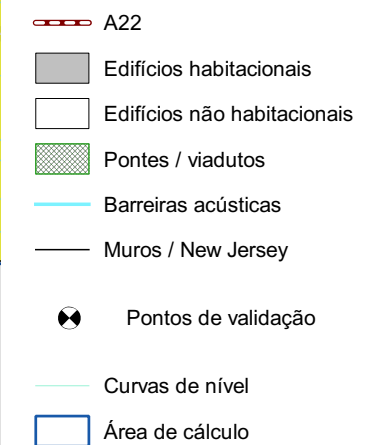 A22
Edifícios habitacionais
Edifícios não habitacionais
Pontes / viadutos
Barreiras acústicas
Muros / New Jersey
Pontos de validação
Curvas de nível
Área de cálculo